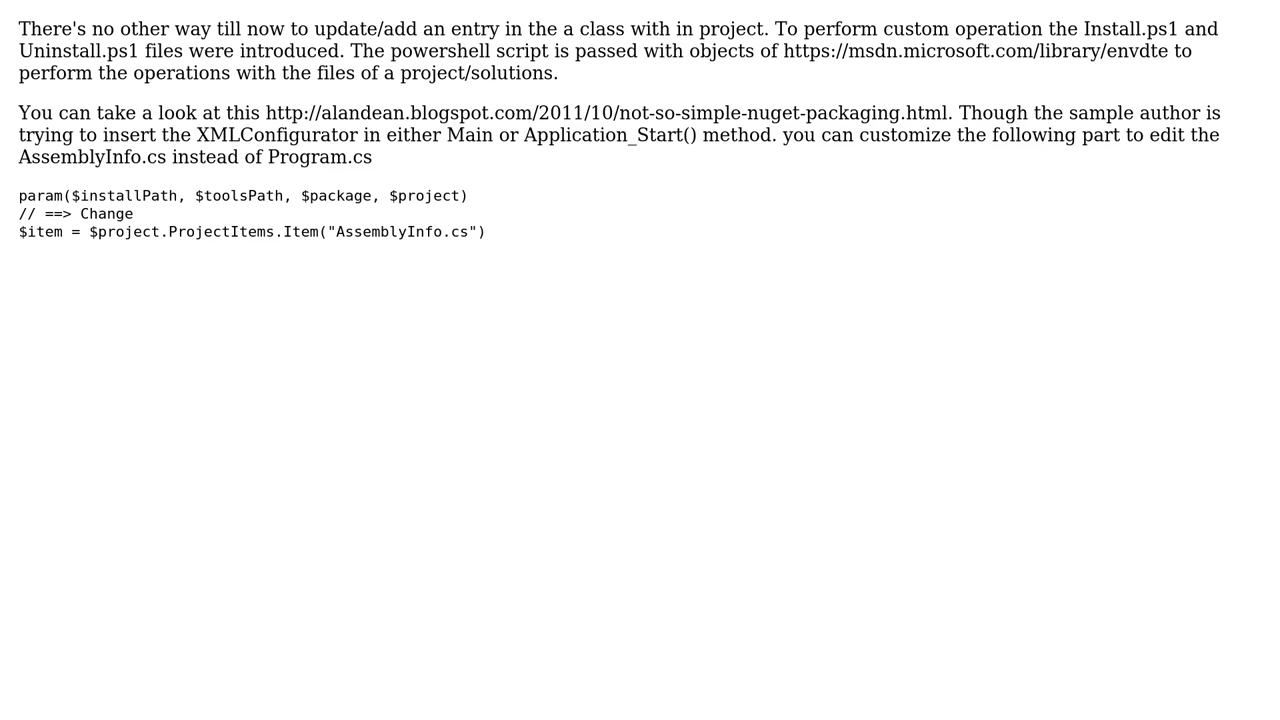 There's no other way till now to update/add an entry in the a class with in project. To perform custom operation the Install.ps1 and
Uninstall.ps1 files were introduced. The powershell script is passed with objects of https://msdn.microsoft.com/library/envdte to
perform the operations with the files of a project/solutions.
You can take a look at this http://alandean.blogspot.com/2011/10/not-so-simple-nuget-packaging.html. Though the sample author is
trying to insert the XMLConfigurator in either Main or Application_Start() method. you can customize the following part to edit the
AssemblyInfo.cs instead of Program.cs
param($installPath, $toolsPath, $package, $project)
// ==> Change
$item = $project.ProjectItems.Item("AssemblyInfo.cs")